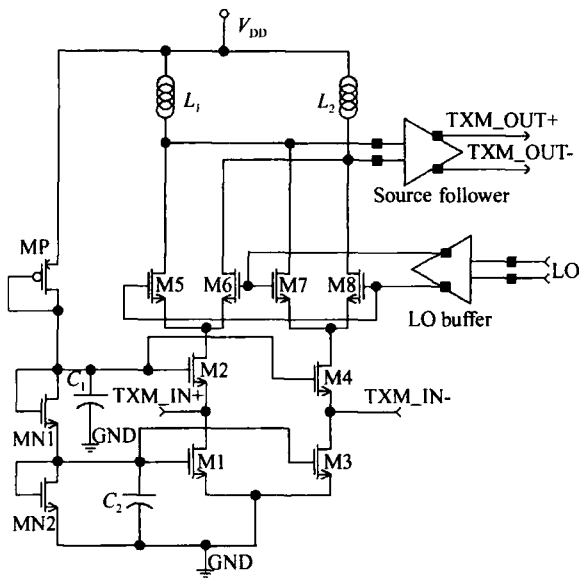 V_DD
L_1
L_2
TXM_OUT+
TXM_OUT-
Source follower
MP
M5
M6
M7
M8
LO
LO buffer
C_1
M2
M4
TXM_IN+
TXM_IN-
MN1
GND
M1
M3
MN2
C_2
GND